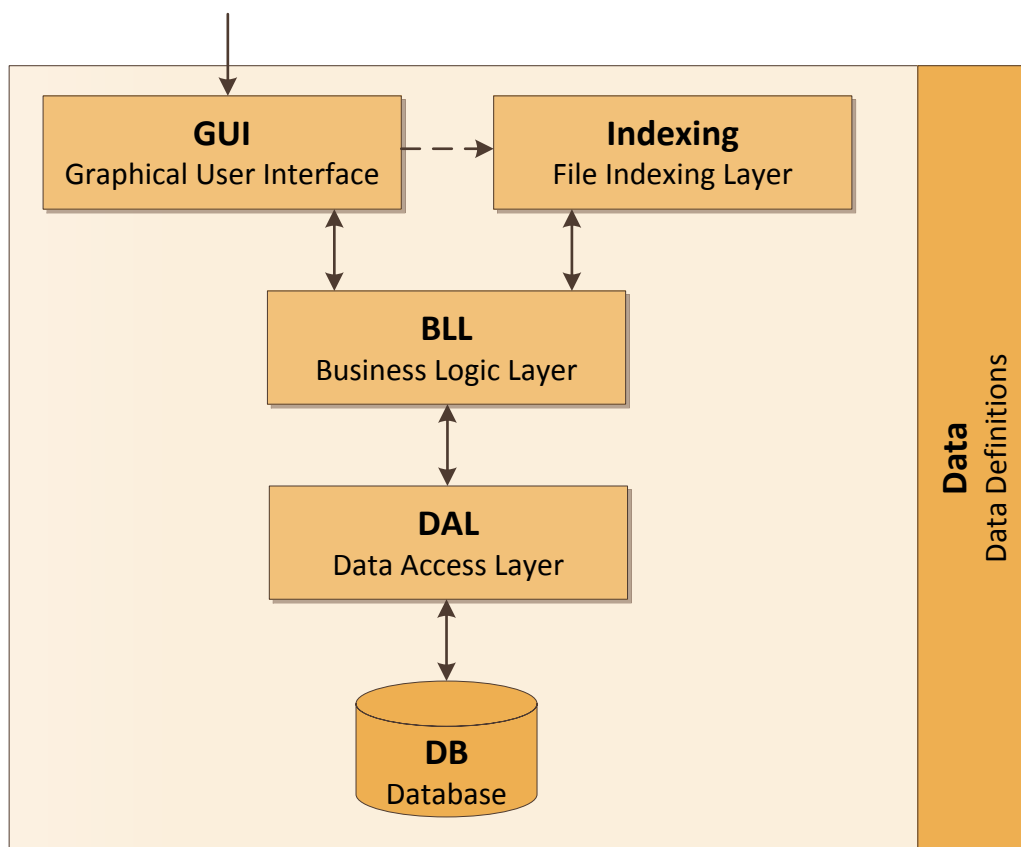 GUI
Graphical User Interface
Indexing
File Indexing Layer
BLL
Business Logic Layer
DAL
Data Access Layer
DB
Database
Data
Data Definitions